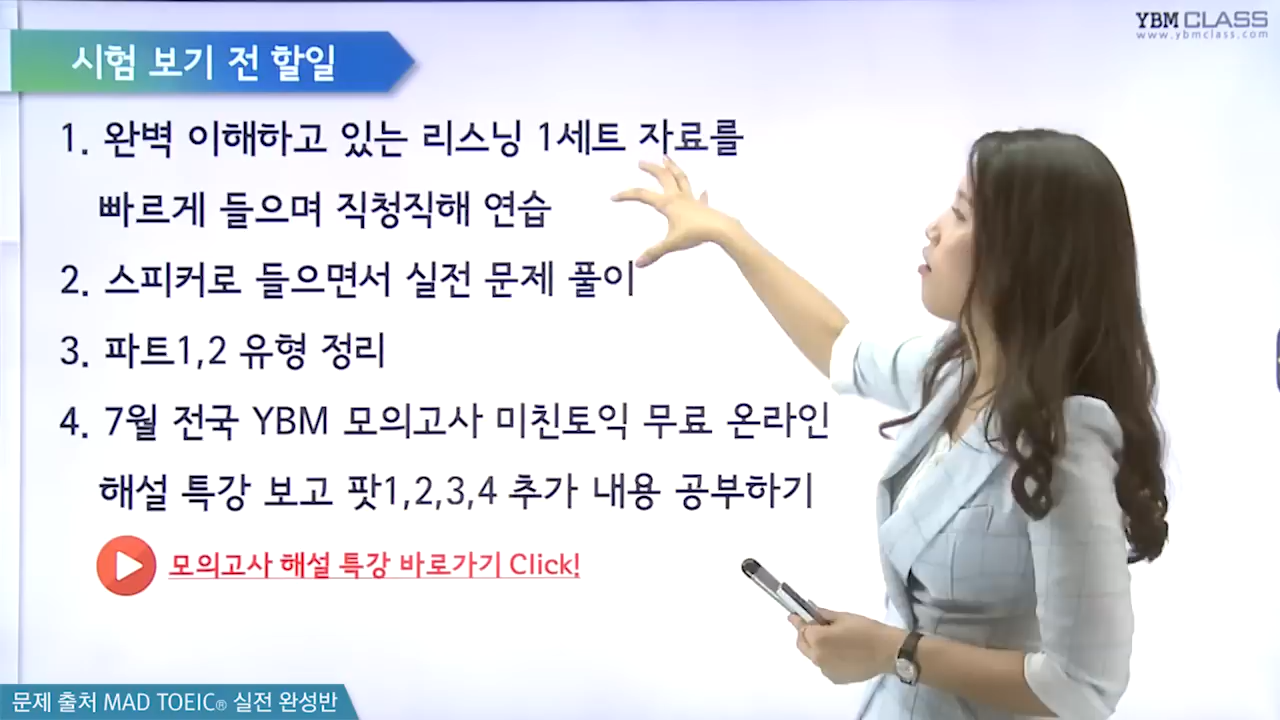 YBM CLASS
www.ybmclass.com
시험 보기 전 할일
1. 완벽 이해하고 있는 리스닝 1세트 자료를
빠르게 들으며 직청직해 연습
2. 스피커로 들으면서 실전 문제 풀이
3. 파트1,2 유형 정리
4. 7월 전국 YBM 모의고사 미친토익 무료 온라인
해설 특강 보고 팟1,2,3,4 추가 내용 공부하기
모의고사 해설 특강 바로가기 Click!
문제 출처 MAD TOEIC® 실전 완성반